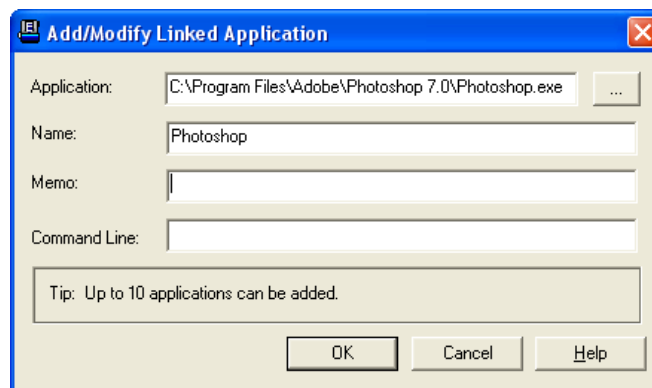 Add/Modify Linked Application
Application: C:\Program Files\Adobe\Photoshop 7.0\Photoshop.exe ...
Name: Photoshop
Memo:
Command Line:
Tip: Up to 10 applications can be added.
OK Cancel Help